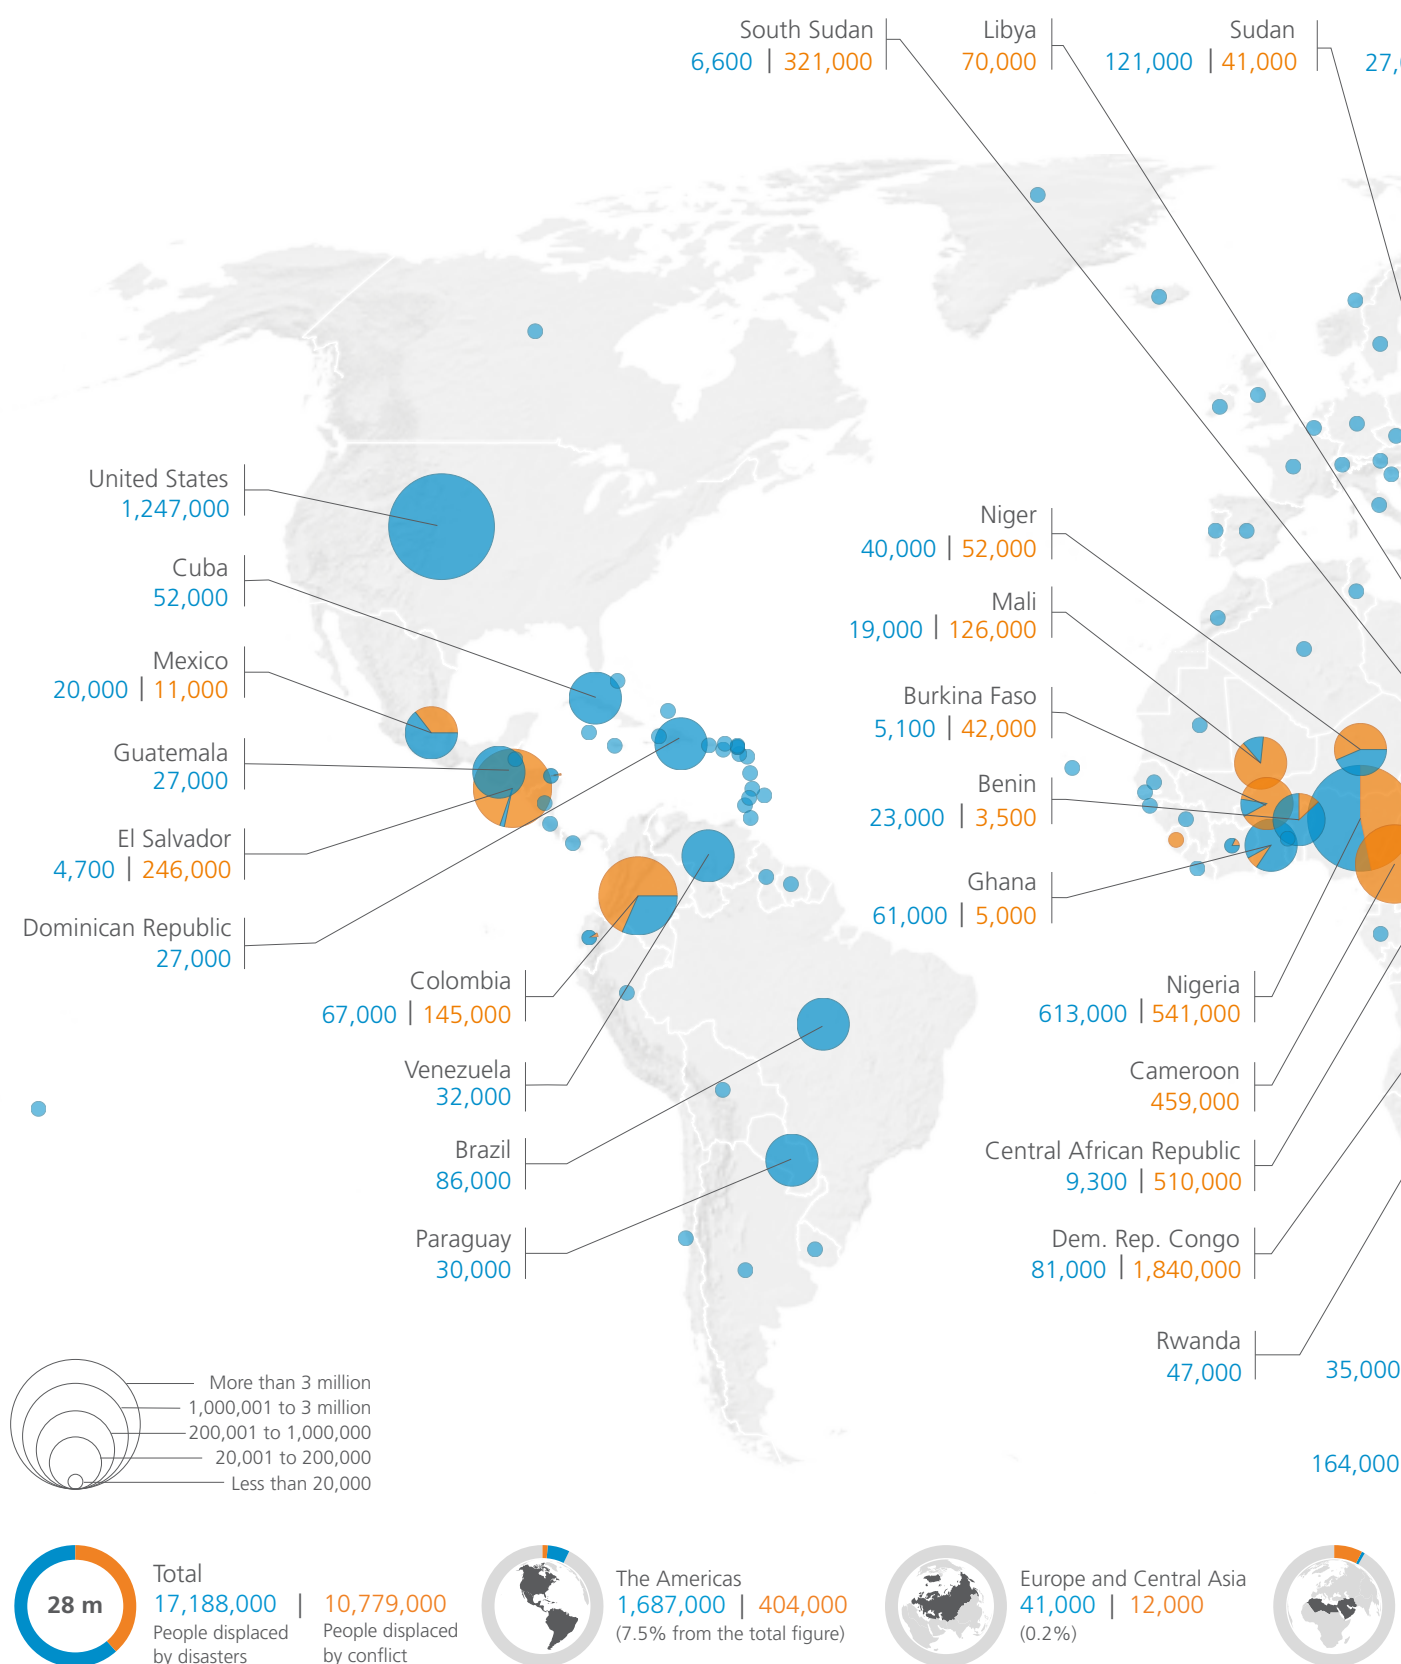 South Sudan
6,600 | 321,000
Libya
70,000
Sudan
121,000 | 41,000
United States
1,247,000
Cuba
52,000
Mexico
20,000 | 11,000
Guatemala
27,000
El Salvador
4,700 | 246,000
Dominican Republic
27,000
Colombia
67,000 | 145,000
Venezuela
32,000
Brazil
86,000
Paraguay
30,000
Niger
40,000 | 52,000
Mali
19,000 | 126,000
Burkina Faso
5,100 | 42,000
Benin
23,000 | 3,500
Ghana
61,000 | 5,000
Nigeria
613,000 | 541,000
Cameroon
459,000
Central African Republic
9,300 | 510,000
Dem. Rep. Congo
81,000 | 1,840,000
Rwanda
47,000
35,000
164,000
More than 3 million
1,000,001 to 3 million
200,001 to 1,000,000
20,001 to 200,000
Less than 20,000
28 m
Total
17,188,000 | 10,779,000
People displaced
by disasters
People displaced
by conflict
The Americas
1,687,000 | 404,000
(7.5% from the total figure)
Europe and Central Asia
41,000 | 12,000
(0.2%)